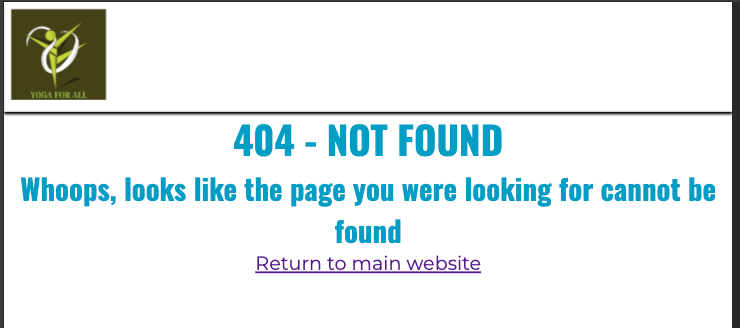 YOGA FOR ALL
404 - NOT FOUND
Whoops, looks like the page you were looking for cannot be
found
Return to main website